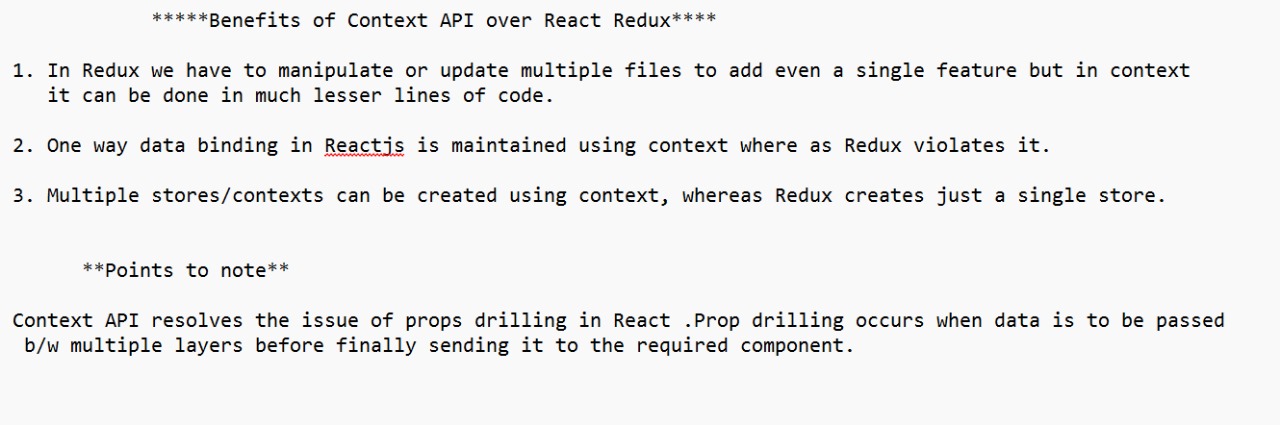 *****Benefits of Context API over React Redux****
1. In Redux we have to manipulate or update multiple files to add even a single feature but in context
it can be done in much lesser lines of code.
2. One way data binding in Reactjs is maintained using context where as Redux violates it.
3. Multiple stores/contexts can be created using context, whereas Redux creates just a single store.
**Points to note**
Context API resolves the issue of props drilling in React .Prop drilling occurs when data is to be passed
b/w multiple layers before finally sending it to the required component.